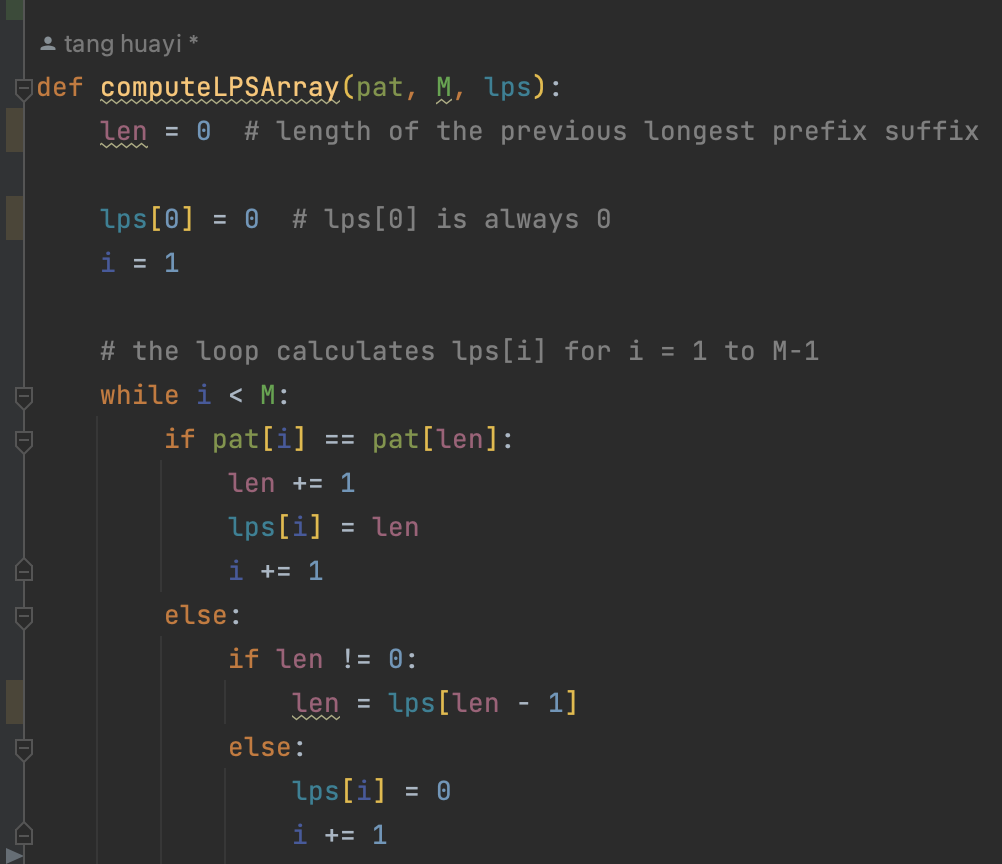 tang huayi *
def computeLPSArray(pat, M, lps):
    len = 0  # length of the previous longest prefix suffix
    lps[0] = 0  # lps[0] is always 0
    i = 1
    # the loop calculates lps[i] for i = 1 to M-1
    while i < M:
        if pat[i] == pat[len]:
            len += 1
            lps[i] = len
            i += 1
        else:
            if len != 0:
                len = lps[len - 1]
            else:
                lps[i] = 0
                i += 1